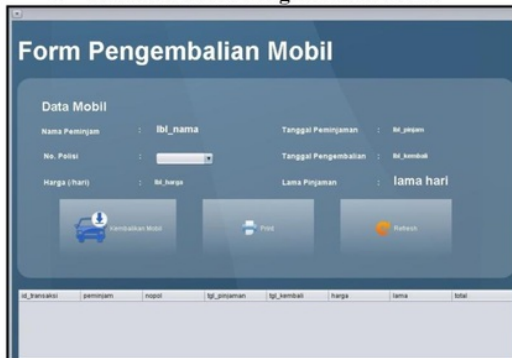 Form Pengembalian Mobil
Data Mobil
Nama Peminjam : lbl_nama Tanggal Peminjaman : lbl_pinjam
No. Polisi : Tanggal Pengembalian : lbl_kembali
Harga (/hari) : lbl_harga Lama Pinjaman : lama hari
Kembalikan Mobil Print Refresh
id_transaksi peminjam nopol tgl_pinjaman tgl_kembali harga lama total